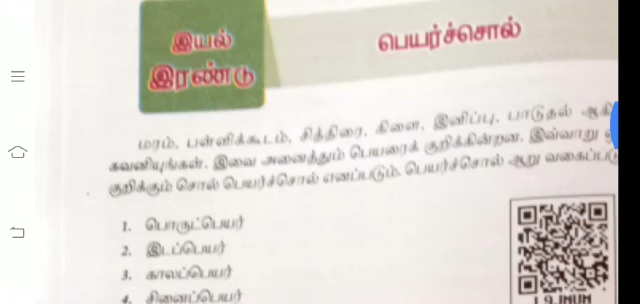 இயல்
இரண்டு
பெயர்ச்சொல்
மரம், பள்ளிக்கூடம், சித்திரை, கிளை, இனிப்பு, பாடுதல் ஆகி
கவனியுங்கள். இவை அனைத்தும் பெயரைக் குறிக்கின்றன. இவ்வாறு
குறிக்கும் சொல் பெயர்ச்சொல் எனப்படும். பெயர்ச்சொல் ஆறு வகைப்படு
1. பொருட்பெயர்
2. இடப்பெயர்
3. காலப்பெயர்
4. சினைப்பெயர்